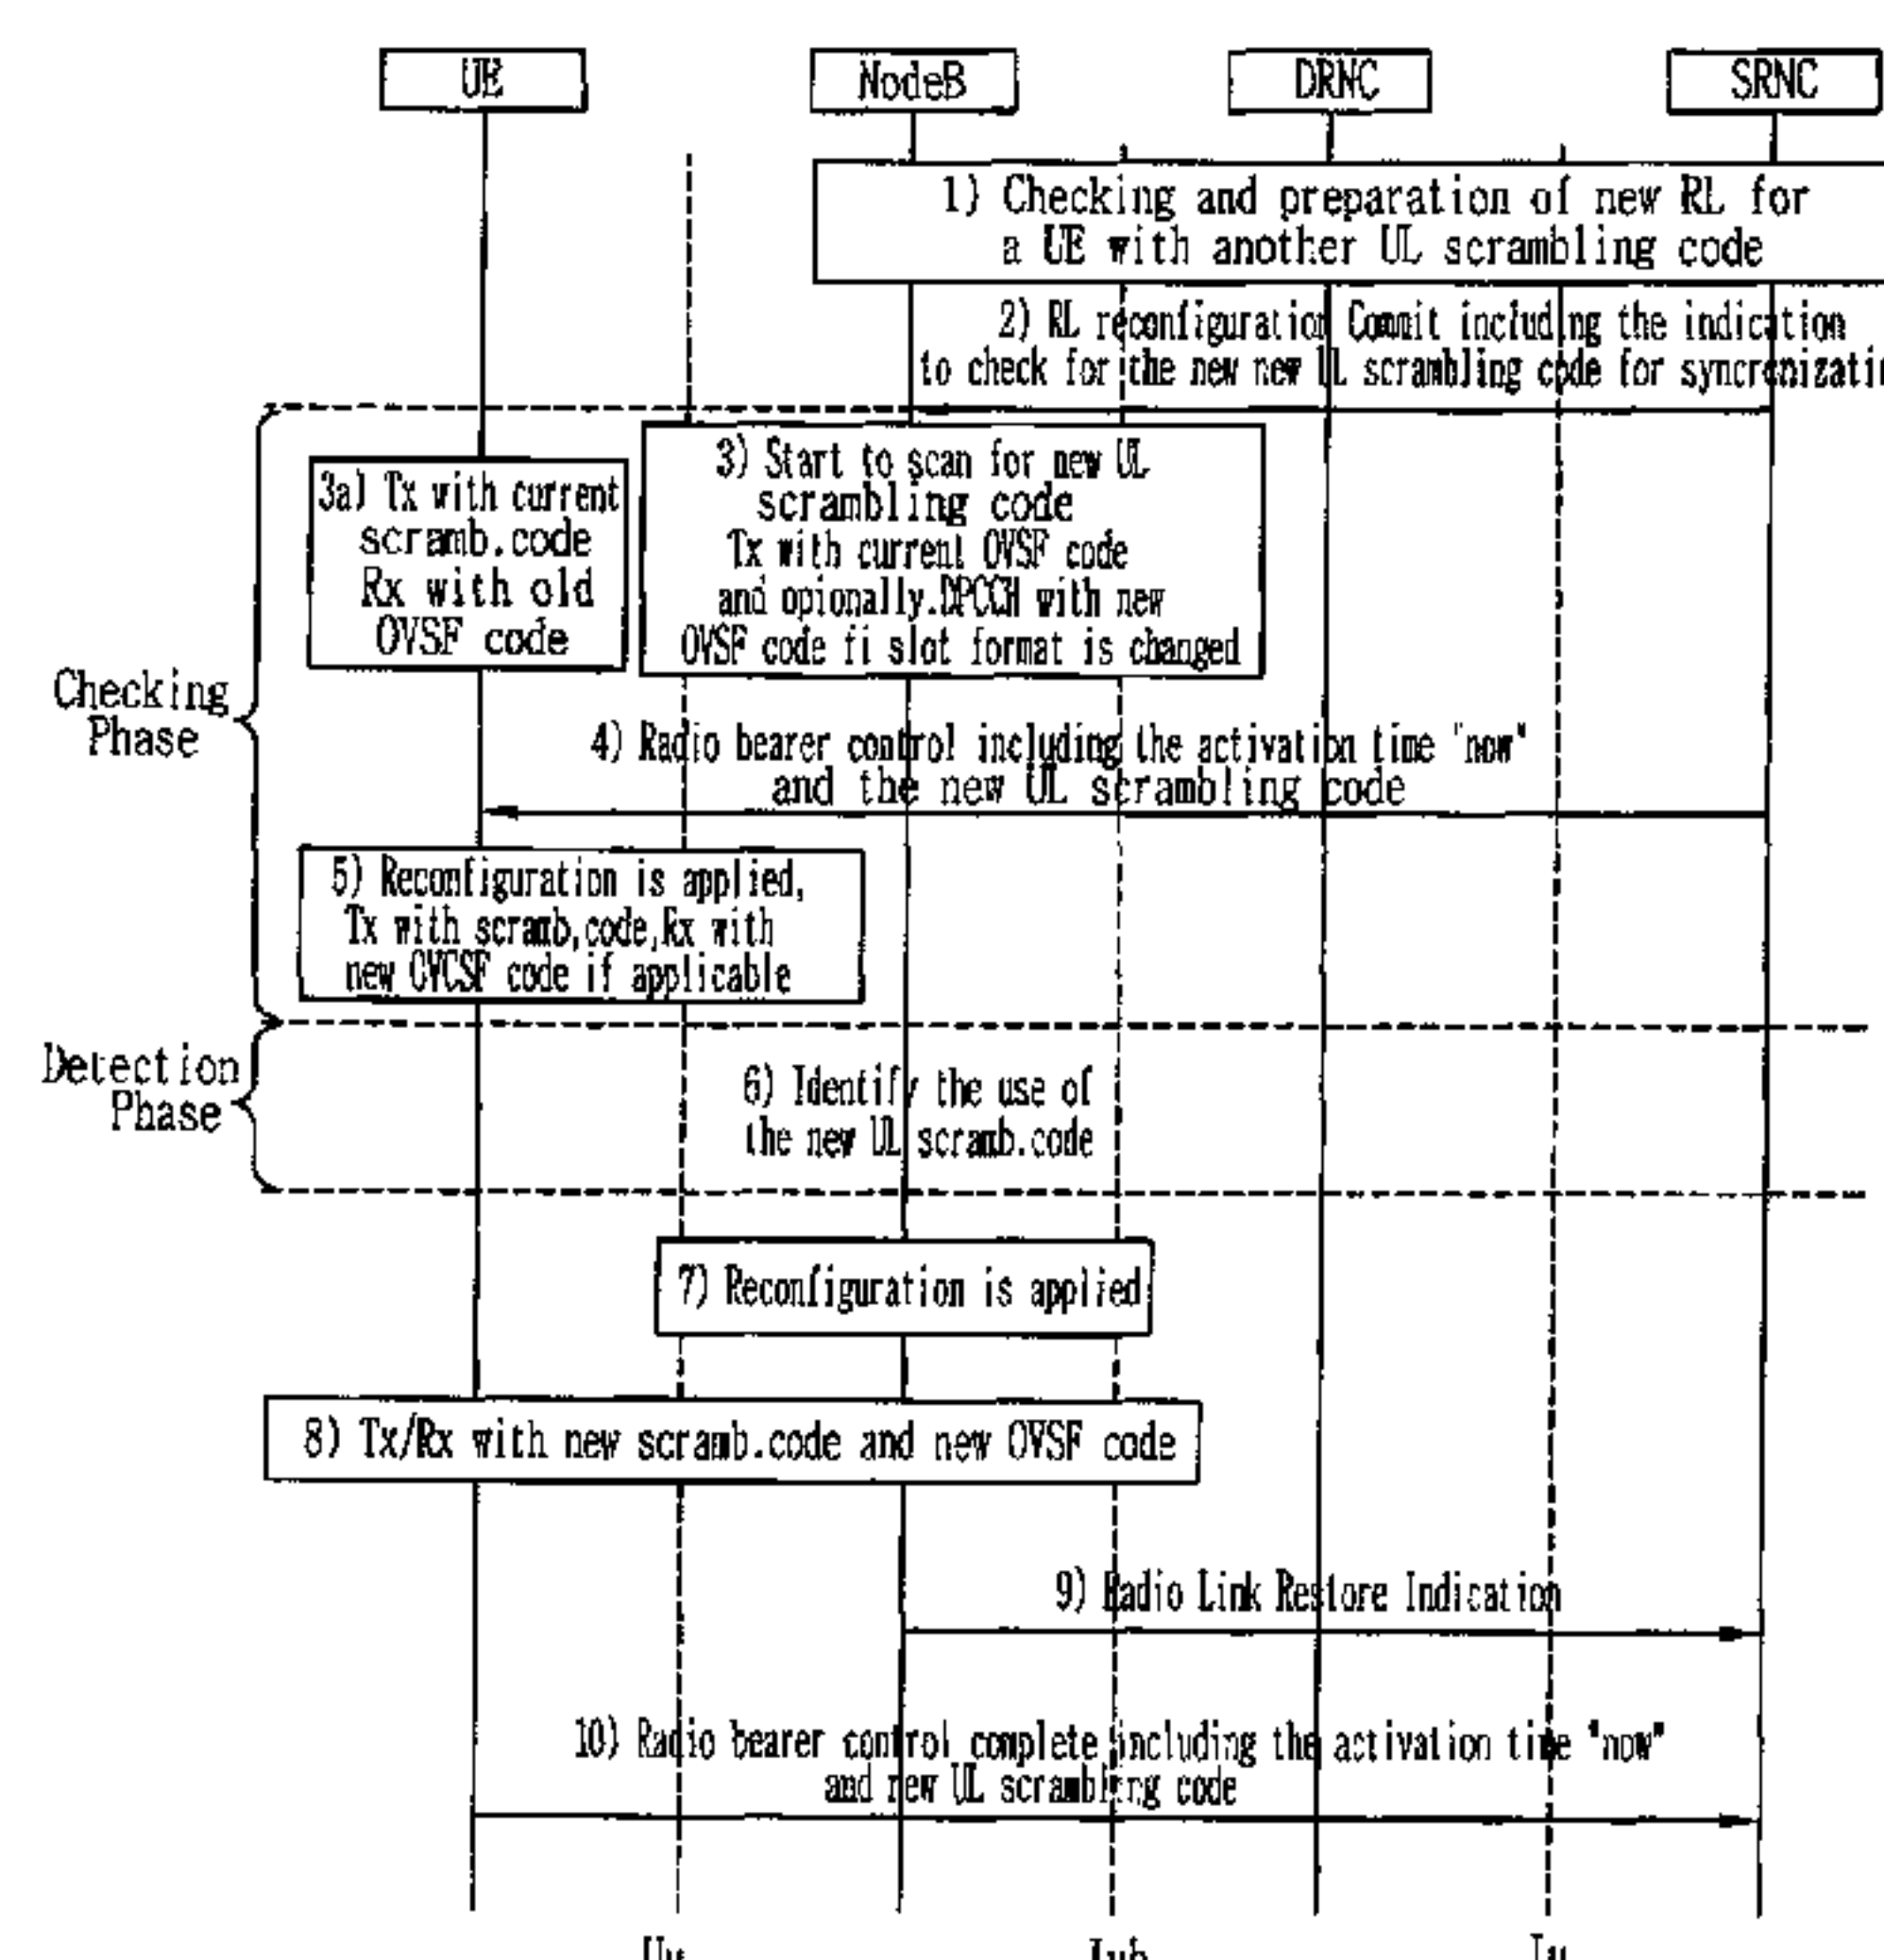 UE
NodeB
DRNC
SRNC
1) Checking and preparation of new RL for
a UE with another UL scrambling code
2) RL reconfiguration Commit including the indication
to check for the new new UL scrambling code for
3) Start to scan for new UL
scrambling code
Tx with current OVSF code
and opionally.DPCCH with new
OVSF code fi slot format is changed
3a) Tx with current
scramb.code
Rx with old
OVSF code
Checking
Phase
4) Radio bearer control including the activation time "now"
and the new UL scrambling code
5) Reconfiguration is applied,
Tx with scramb,code,Rx with
new OVCSF code if applicable
Detection
Phase
6) Identify the use of
the new UL scramb.code
7) Reconfiguration is applied
8) Tx/Rx with new scramb.code and new OVSF code
9) Radio Link Restore Indication
10) Radio bearer control complete including the activation time "now"
and new UL scrambling code